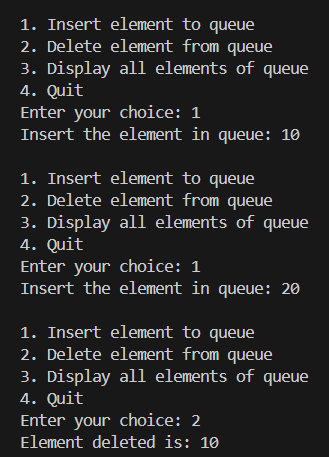 1. Insert element to queue
2. Delete element from queue
3. Display all elements of queue
4. Quit
Enter your choice: 1
Insert the element in queue: 10

1. Insert element to queue
2. Delete element from queue
3. Display all elements of queue
4. Quit
Enter your choice: 1
Insert the element in queue: 20

1. Insert element to queue
2. Delete element from queue
3. Display all elements of queue
4. Quit
Enter your choice: 2
Element deleted is: 10